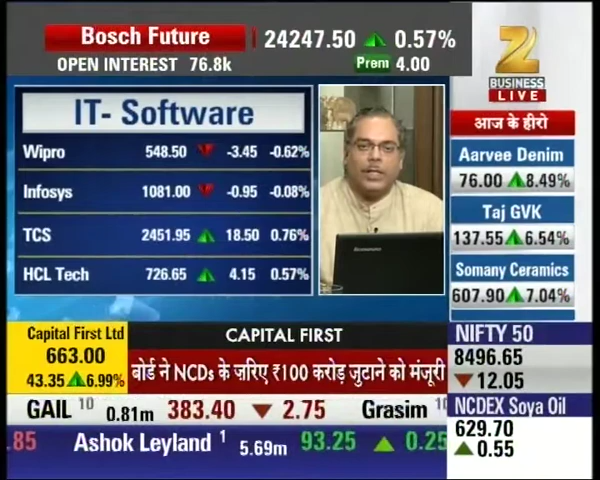 Bosch Future
24247.50 0.57%
OPEN INTEREST 76.8k
Prem 4.00
Z
BUSINESS
LIVE
IT- Software
Wipro 548.50 -3.45 -0.62%
Infosys 1081.00 -0.95 -0.08%
TCS 2451.95 18.50 0.76%
HCL Tech 726.65 4.15 0.57%
lenovo
आज के हीरो
Aarvee Denim
76.00 8.49%
Taj GVK
137.55 6.54%
Somany Ceramics
607.90 7.04%
Capital First Ltd
663.00
43.35 6.99%
CAPITAL FIRST
बोर्ड ने NCDs के जरिए ₹100 करोड़ जुटाने को मंजूरी
NIFTY 50
8496.65
12.05
GAIL 10 0.81m 383.40 2.75 Grasim 10
NCDEX Soya Oil
629.70
0.55
.85 Ashok Leyland 1 5.69m 93.25 0.25